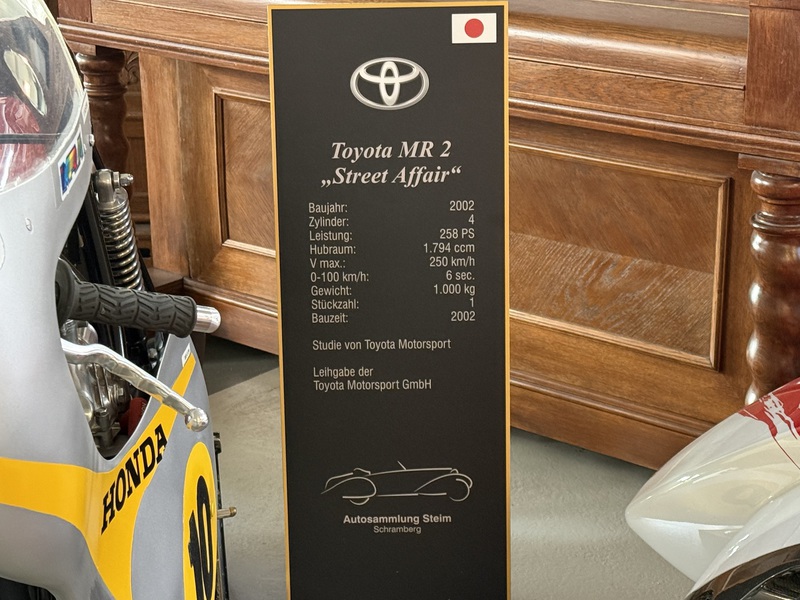 Toyota MR 2
„Street Affair“
Baujahr: 2002
Zylinder: 4
Leistung: 258 PS
Hubraum: 1.794 ccm
V max.: 250 km/h
0-100 km/h: 6 sec.
Gewicht: 1.000 kg
Stückzahl: 1
Bauzeit: 2002
Studie von Toyota Motorsport
Leihgabe der
Toyota Motorsport GmbH
Autosammlung Steim
Schramberg
HONDA
10